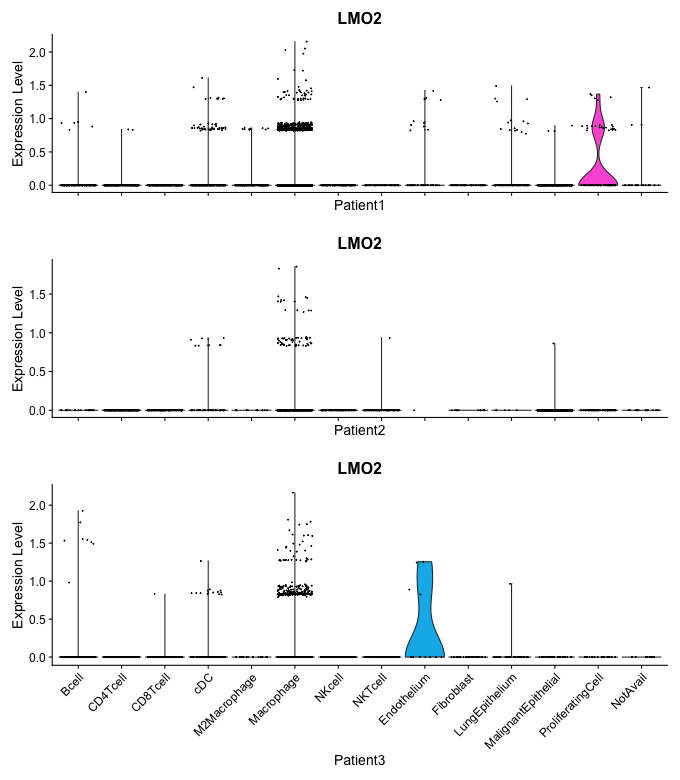 LMO2
Expression Level
2.0
1.5
1.0
0.5
0.0
Patient1
LMO2
Expression Level
1.5
1.0
0.5
0.0
Patient2
LMO2
Expression Level
2.0
1.5
1.0
0.5
0.0
Bcell
CD4Tcell
CD8Tcell
cDC
M2Macrophage
Macrophage
NKcell
NKTcell
Endothelium
Fibroblast
LungEpithelium
MalignantEpithelial
ProliferatingCell
NotAvail
Patient3